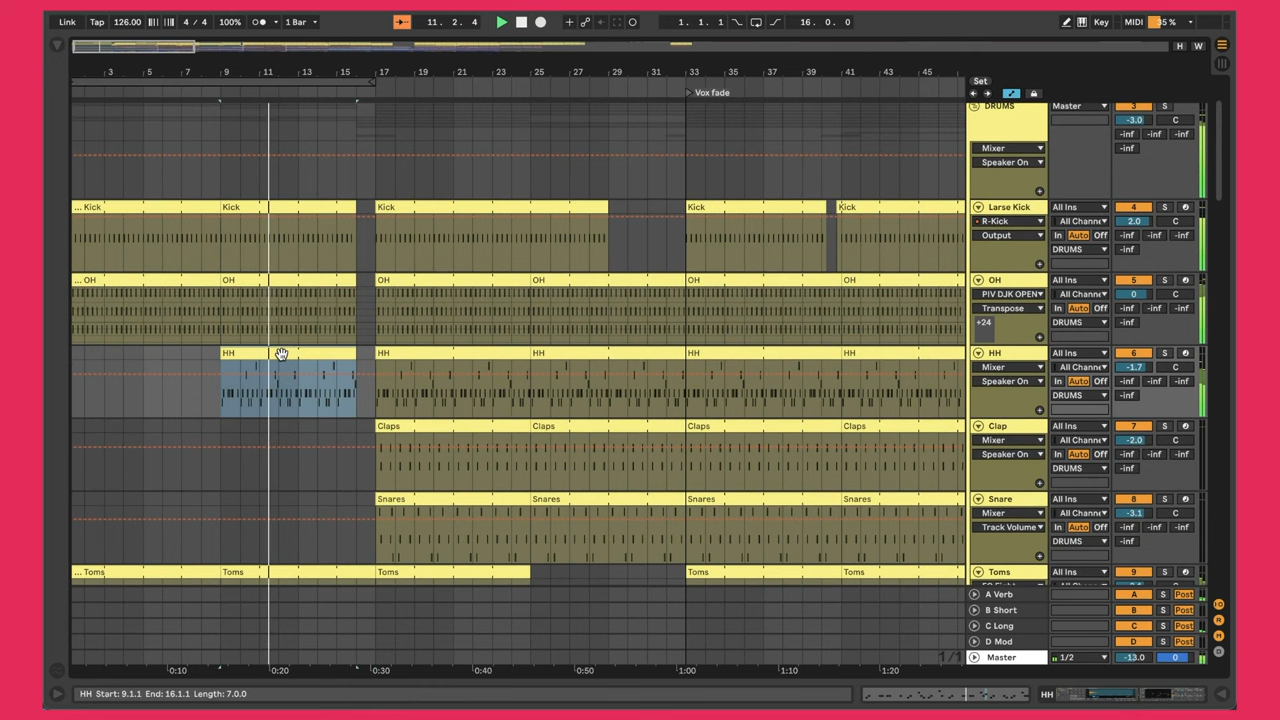 Link Tap 126.00 4 / 4 100% 1 Bar 11. 2. 4 1. 1. 1 16. 0. 0 Key MIDI 35 %
H W
3 5 7 9 11 13 15 17 19 21 23 25 27 29 31 33 35 37 39 41 43 45
Set
Vox fade
DRUMS Master 3 S
-3.0 C
-inf -inf -inf
Mixer -inf
Speaker On
... Kick Kick Kick Kick Kick Larse Kick All Ins 4 S
R-Kick All Channe 2.0 C
Output In Auto Off -inf -inf -inf
DRUMS -inf
... OH OH OH OH OH OH OH All Ins 5 S
PIV DJK OPEN All Channe 0 C
Transpose In Auto Off -inf -inf -inf
+24 DRUMS -inf
HH HH HH HH HH HH All Ins 6 S
Mixer All Channe -1.7 C
Speaker On In Auto Off -inf -inf -inf
DRUMS -inf
Claps Claps Claps Claps Clap All Ins 7 S
Mixer All Channe -2.0 C
Speaker On In Auto Off -inf -inf -inf
DRUMS -inf
Snares Snares Snares Snares Snare All Ins 8 S
Mixer All Channe -3.1 C
Track Volume In Auto Off -inf -inf -inf
DRUMS -inf
... Toms Toms Toms Toms Toms Toms All Ins 9 S
A Verb A S Post
B Short B S Post
C Long C S Post
D Mod D S Post
1/1 Master 1/2 -13.0 0
0:10 0:20 0:30 0:40 0:50 1:00 1:10 1:20
HH Start: 9.1.1 End: 16.1.1 Length: 7.0.0 HH